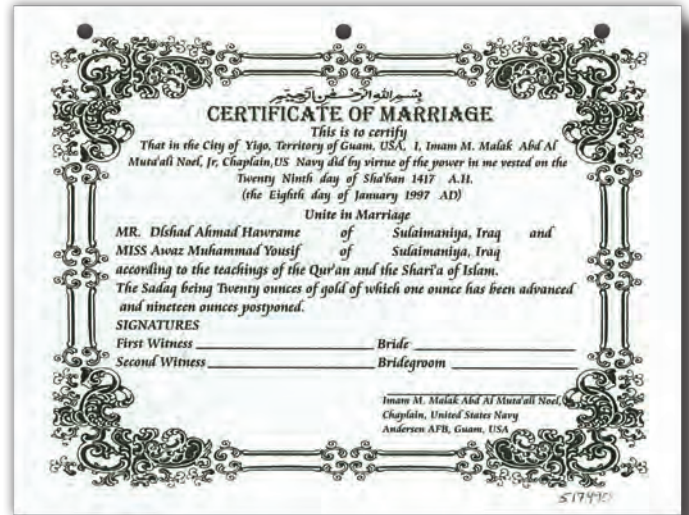 بسم الله الرحمن الرحيم
CERTIFICATE OF MARRIAGE
This is to certify
That in the City of Yigo, Territory of Guam, USA, I, Imam M. Malak Abd Al
Muta'ali Noel, Jr, Chaplain,US Navy did by virtue of the power in me vested on the
Twenty Ninth day of Sha'ban 1417 A.H.
(the Eighth day of January 1997 AD)
Unite in Marriage
MR. Dlshad Ahmad Hawrame of Sulaimaniya, Iraq and
MISS Awaz Muhammad Yousif of Sulaimaniya, Iraq
according to the teachings of the Qur'an and the Shari'a of Islam.
The Sadaq being Twenty ounces of gold of which one ounce has been advanced
and nineteen ounces postponed.
SIGNATURES
First Witness Bride
Second Witness Bridegroom
Imam M. Malak Abd Al Muta'ali Noel,
Chaplain, United States Navy
Andersen AFB, Guam, USA